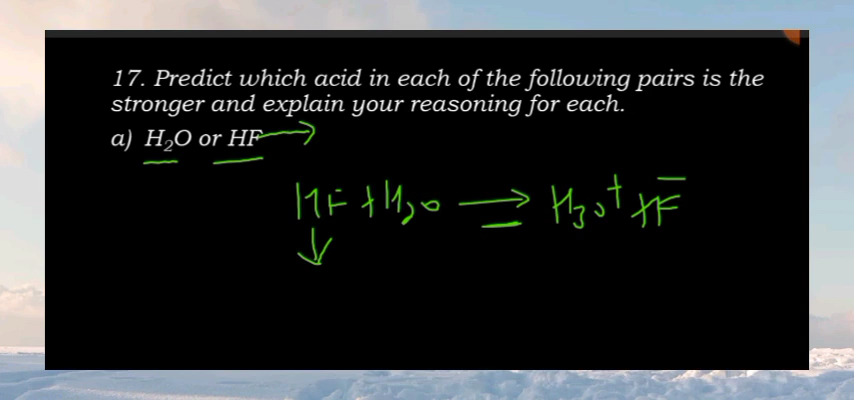 17. Predict which acid in each of the following pairs is the
stronger and explain your reasoning for each.
a) H₂O or HF
HF + H₂O → H₃O⁺ + F⁻